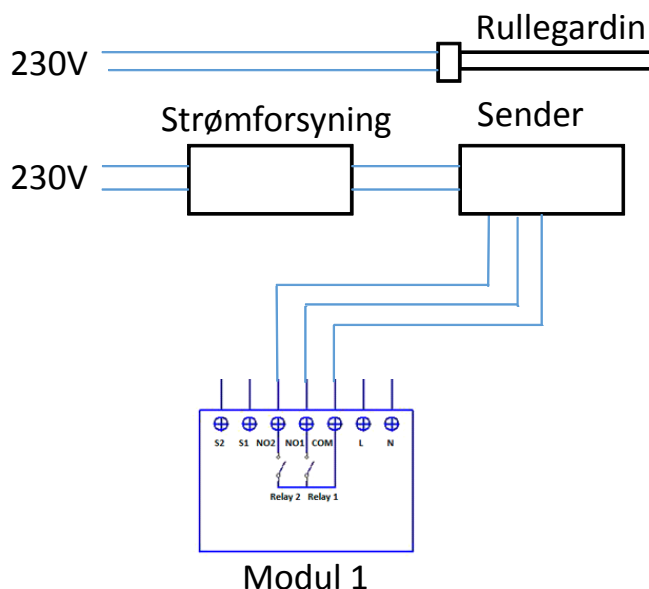 Rullegardin
230V
Strømforsyning
Sender
230V
S2 S1 NO2 NO1 COM L N
Relay 2 Relay 1
Modul 1